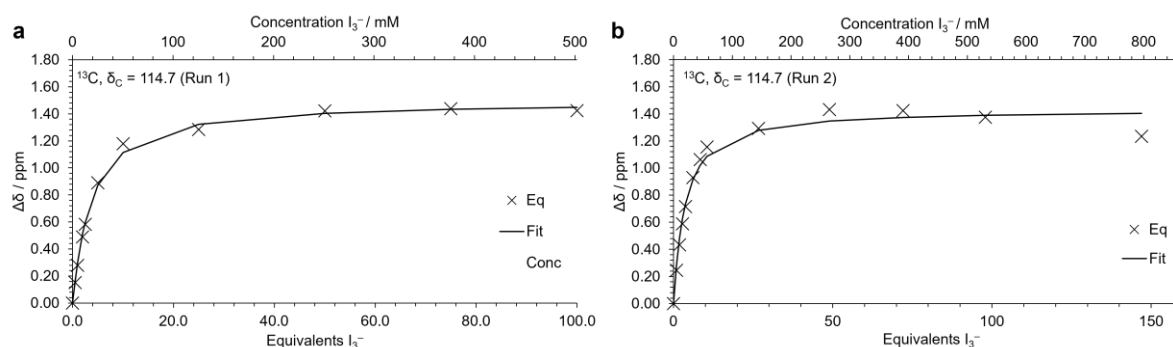 a
Concentration I₃⁻ / mM
0 100 200 300 400 500
¹³C, δC = 114.7 (Run 1)
1.80
1.60
1.40
1.20
1.00
0.80
0.60
0.40
0.20
0.00
Δδ / ppm
Eq
Fit
Conc
0.0 20.0 40.0 60.0 80.0 100.0
Equivalents I₃⁻
b
Concentration I₃⁻ / mM
0 100 200 300 400 500 600 700 800
¹³C, δC = 114.7 (Run 2)
1.80
1.60
1.40
1.20
1.00
0.80
0.60
0.40
0.20
0.00
Δδ / ppm
Eq
Fit
0 50 100 150
Equivalents I₃⁻